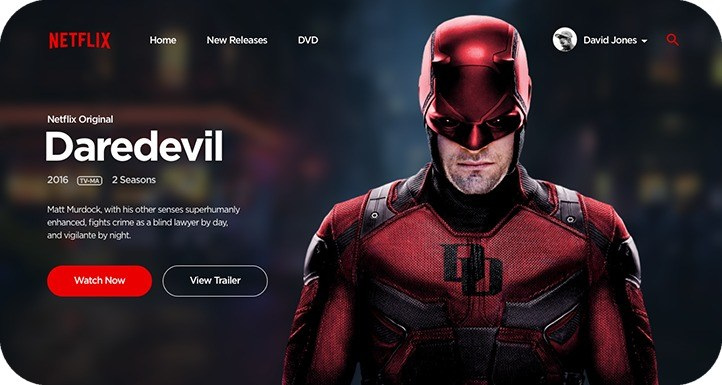 NETFLIX
Home
New Releases
DVD
David Jones
Netflix Original
Daredevil
2016 TV-MA 2 Seasons
Matt Murdock, with his other senses superhumanly
enhanced, fights crime as a blind lawyer by day,
and vigilante by night.
Watch Now
View Trailer
DD